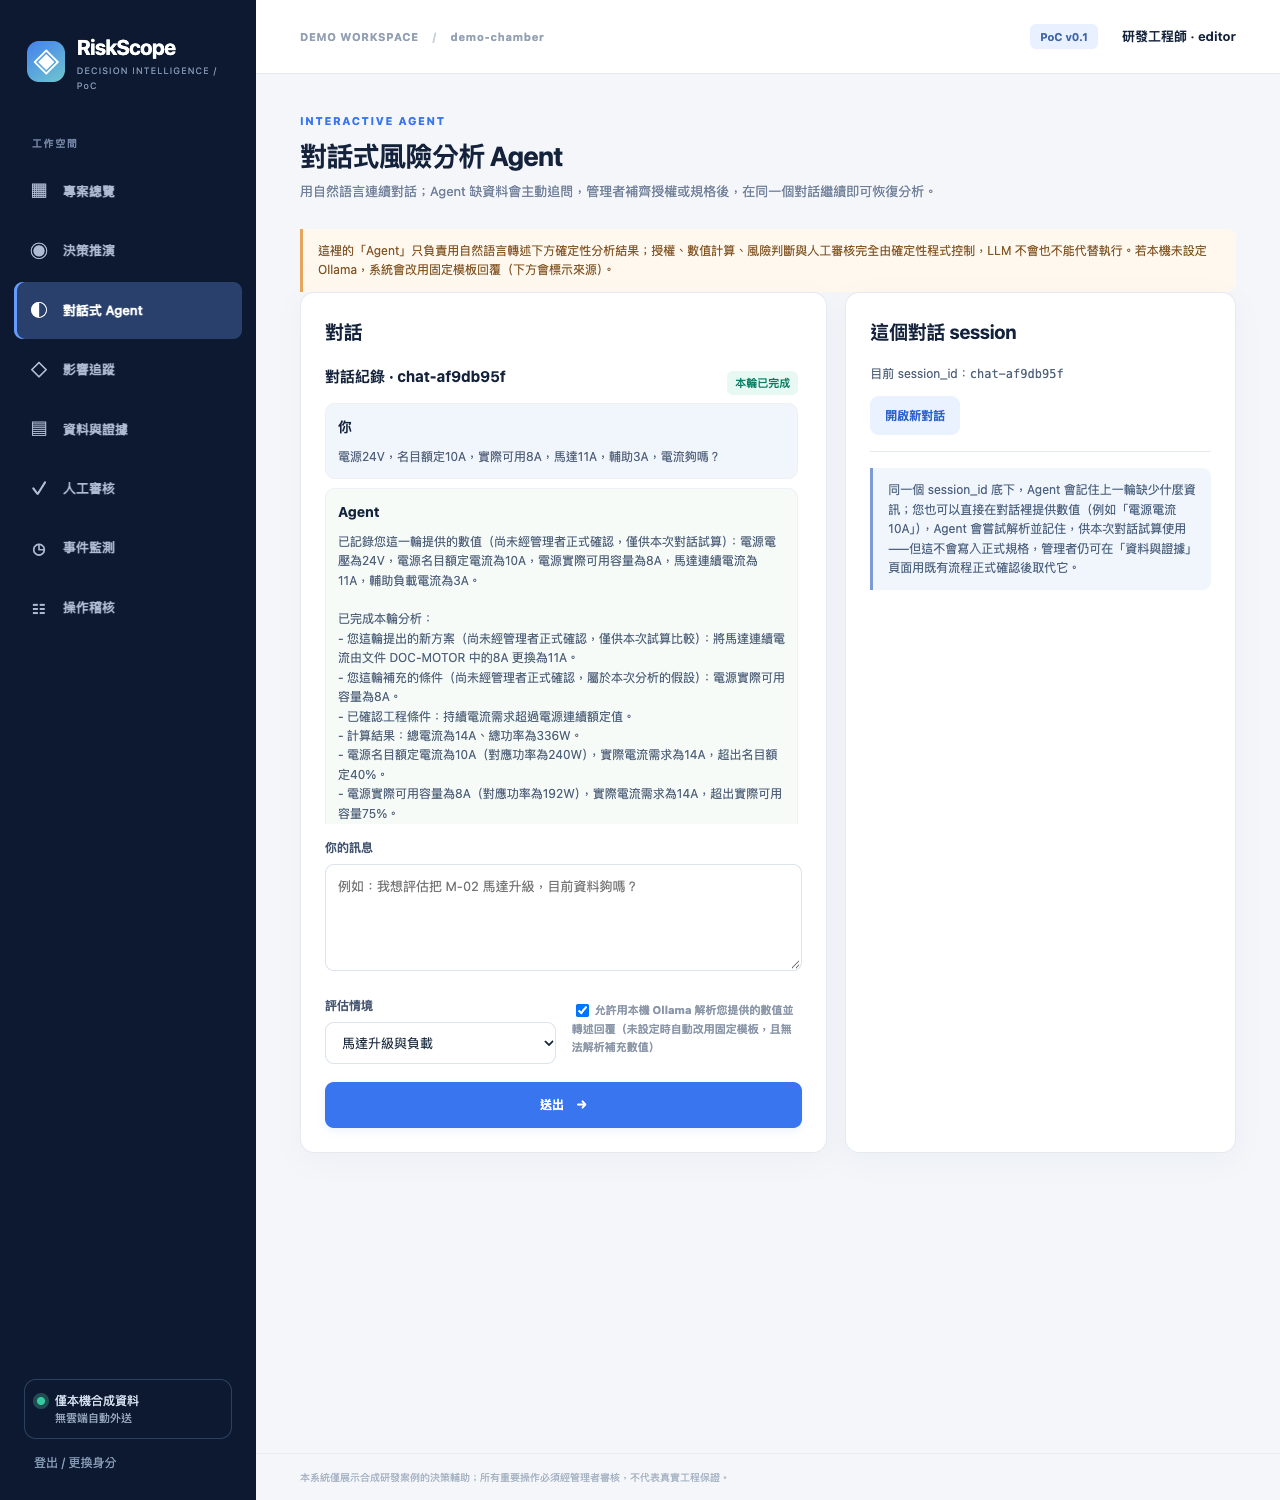 RiskScope
DECISION INTELLIGENCE /
PoC
工作空間
專案總覽
決策推演
對話式 Agent
影響追蹤
資料與證據
人工審核
事件監測
操作稽核
僅本機合成資料
無雲端自動外送
登出 / 更換身分
DEMO WORKSPACE / demo-chamber
PoC v0.1
研發工程師 · editor
INTERACTIVE AGENT
對話式風險分析 Agent
用自然語言連續對話；Agent 缺資料會主動追問，管理者補齊授權或規格後，在同一個對話繼續即可恢復分析。
這裡的「Agent」只負責用自然語言轉述下方確定性分析結果；授權、數值計算、風險判斷與人工審核完全由確定性程式控制，LLM 不會也不能代替執行。若本機未設定
Ollama，系統會改用固定模板回覆（下方會標示來源）。
對話
對話紀錄 · chat-af9db95f
本輪已完成
你
電源24V，名目額定10A，實際可用8A，馬達11A，輔助3A，電流夠嗎？
Agent
已記錄您這一輪提供的數值（尚未經管理者正式確認，僅供本次對話試算）：電源電
壓為24V，電源名目額定電流為10A，電源實際可用容量為8A，馬達連續電流為
11A，輔助負載電流為3A。
已完成本輪分析：
- 您這輪提出的新方案（尚未經管理者正式確認，僅供本次試算比較）：將馬達連續電
流由文件 DOC-MOTOR 中的8A 更換為11A。
- 您這輪補充的條件（尚未經管理者正式確認，屬於本次分析的假設）：電源實際可用
容量為8A。
- 已確認工程條件：持續電流需求超過電源連續額定值。
- 計算結果：總電流為14A、總功率為336W。
- 電源名目額定電流為10A（對應功率為240W），實際電流需求為14A，超出名目額
定40%。
- 電源實際可用容量為8A（對應功率為192W），實際電流需求為14A，超出實際可用
容量75%。
你的訊息
例如：我想評估把 M-02 馬達升級，目前資料夠嗎？
評估情境
馬達升級與負載
允許用本機 Ollama 解析您提供的數值並
轉述回覆（未設定時自動改用固定模板，且無
法解析補充數值）
送出 →
這個對話 session
目前 session_id：chat-af9db95f
開啟新對話
同一個 session_id 底下，Agent 會記住上一輪缺少什麼資
訊；您也可以直接在對話裡提供數值（例如「電源電流
10A」），Agent 會嘗試解析並記住，供本次對話試算使用
——但這不會寫入正式規格，管理者仍可在「資料與證據」
頁面用既有流程正式確認後取代它。
本系統僅展示合成研發案例的決策輔助；所有重要操作必須經管理者審核，不代表真實工程保證。